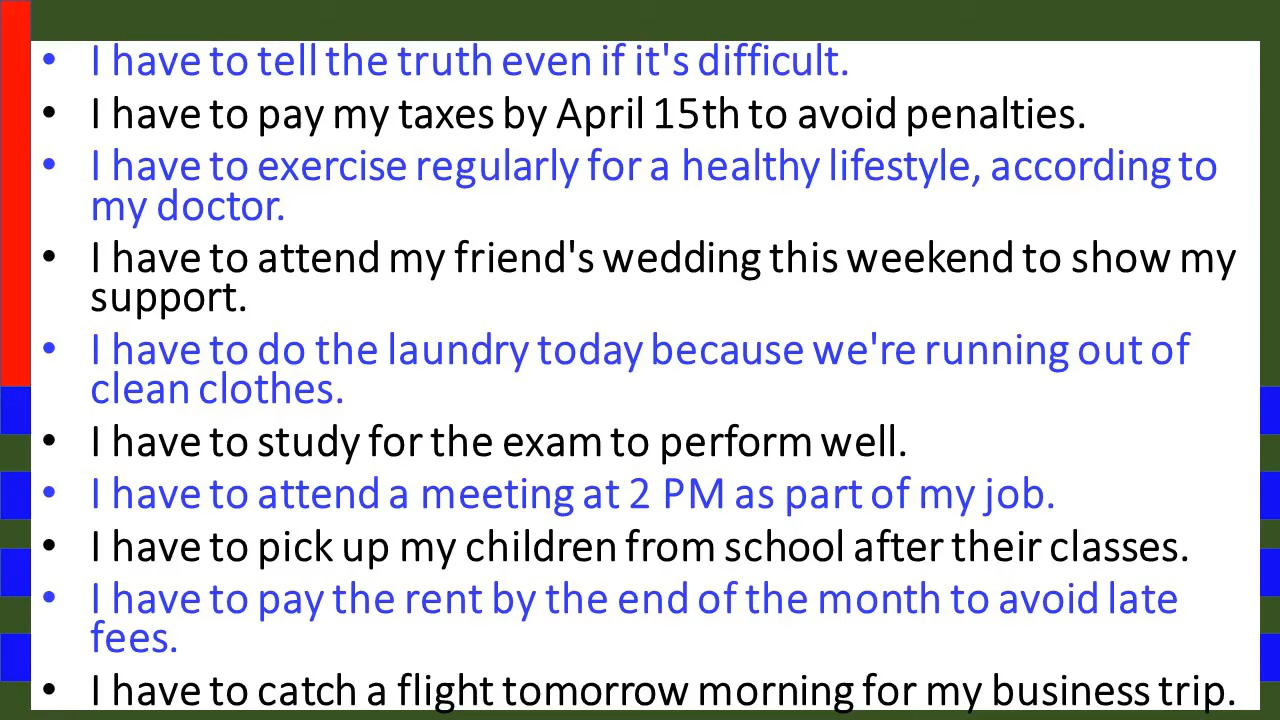 • I have to tell the truth even if it's difficult.
• I have to pay my taxes by April 15th to avoid penalties.
• I have to exercise regularly for a healthy lifestyle, according to
my doctor.
• I have to attend my friend's wedding this weekend to show my
support.
• I have to do the laundry today because we're running out of
clean clothes.
• I have to study for the exam to perform well.
• I have to attend a meeting at 2 PM as part of my job.
• I have to pick up my children from school after their classes.
• I have to pay the rent by the end of the month to avoid late
fees.
• I have to catch a flight tomorrow morning for my business trip.